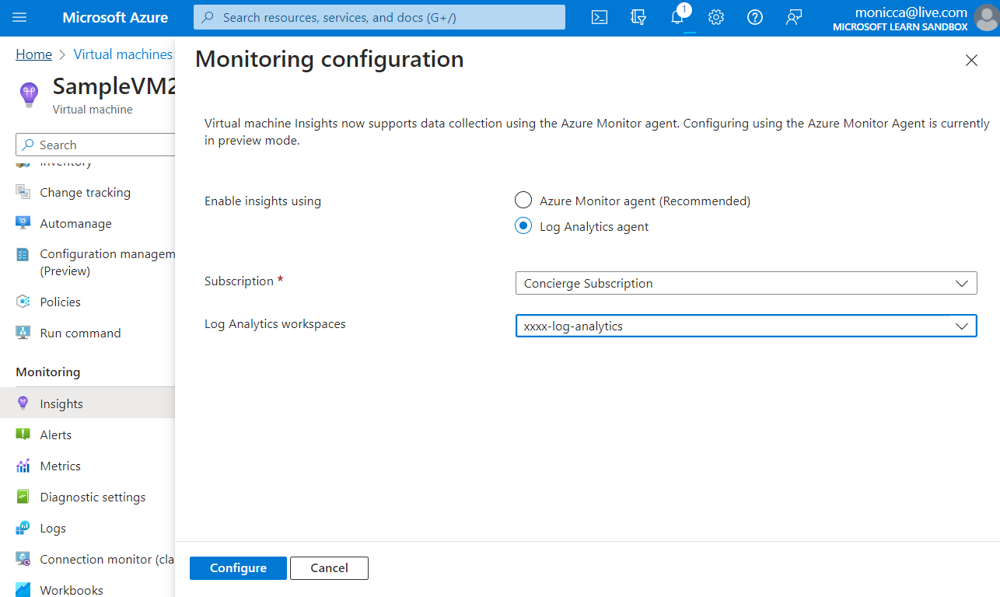 Microsoft Azure
Search resources, services, and docs (G+/)
1
monicca@live.com
MICROSOFT LEARN SANDBOX
Home > Virtual machines
SampleVM2
Virtual machine
Search
Inventory
Change tracking
Automanage
Configuration managem
(Preview)
Policies
Run command
Monitoring
Insights
Alerts
Metrics
Diagnostic settings
Logs
Connection monitor (cla
Workbooks
Monitoring configuration
Virtual machine Insights now supports data collection using the Azure Monitor agent. Configuring using the Azure Monitor Agent is currently
in preview mode.
Enable insights using
Azure Monitor agent (Recommended)
Log Analytics agent
Subscription *
Concierge Subscription
Log Analytics workspaces
xxxx-log-analytics
Configure
Cancel